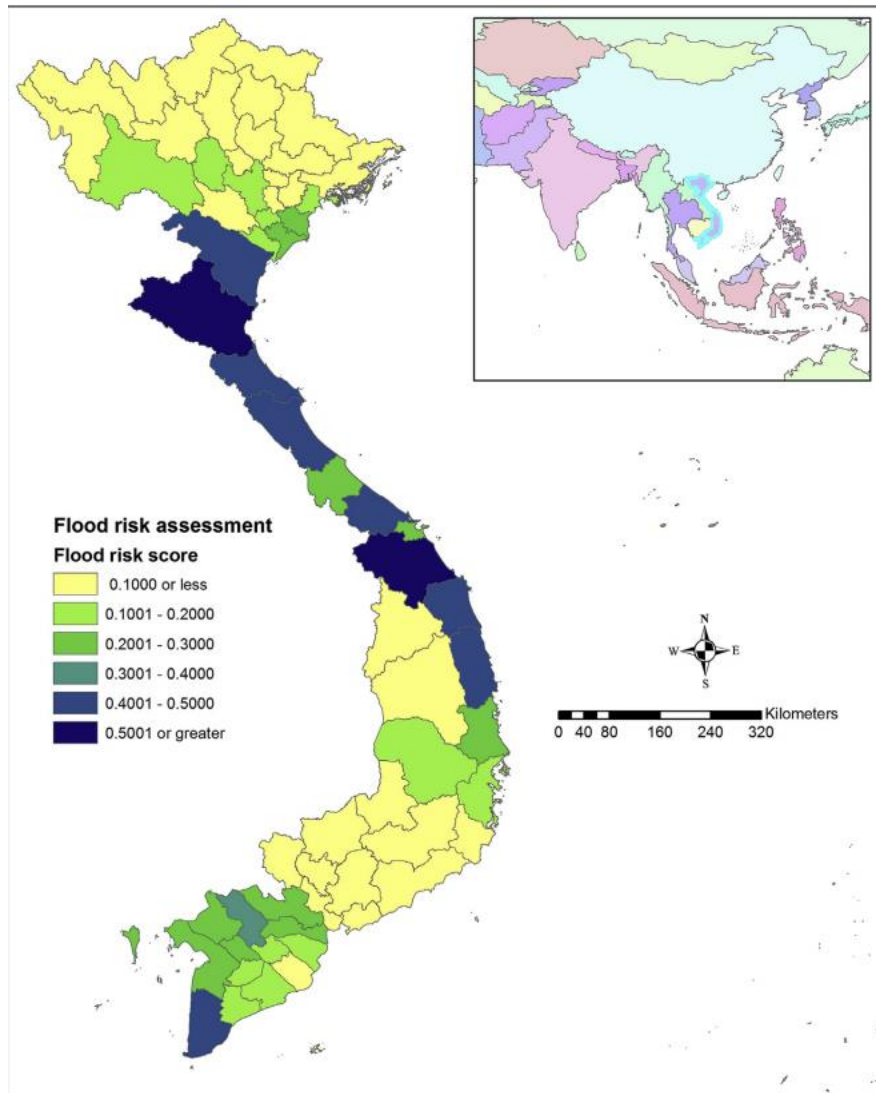 Flood risk assessment
Flood risk score
0.1000 or less
0.1001 - 0.2000
0.2001 - 0.3000
0.3001 - 0.4000
0.4001 - 0.5000
0.5001 or greater
N
W E
S
Kilometers
0 40 80 160 240 320